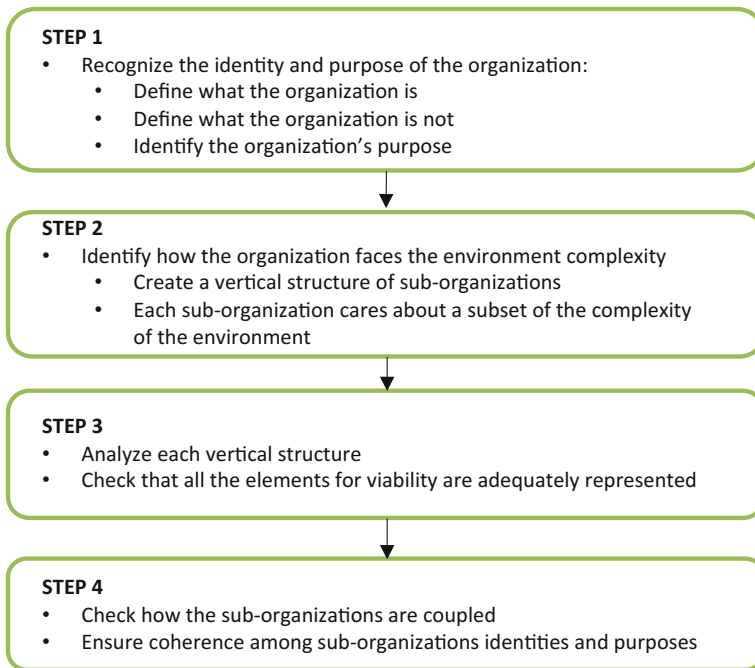 STEP 1
• Recognize the identity and purpose of the organization:
• Define what the organization is
• Define what the organization is not
• Identify the organization’s purpose
STEP 2
• Identify how the organization faces the environment complexity
• Create a vertical structure of sub-organizations
• Each sub-organization cares about a subset of the complexity
of the environment
STEP 3
• Analyze each vertical structure
• Check that all the elements for viability are adequately represented
STEP 4
• Check how the sub-organizations are coupled
• Ensure coherence among sub-organizations identities and purposes